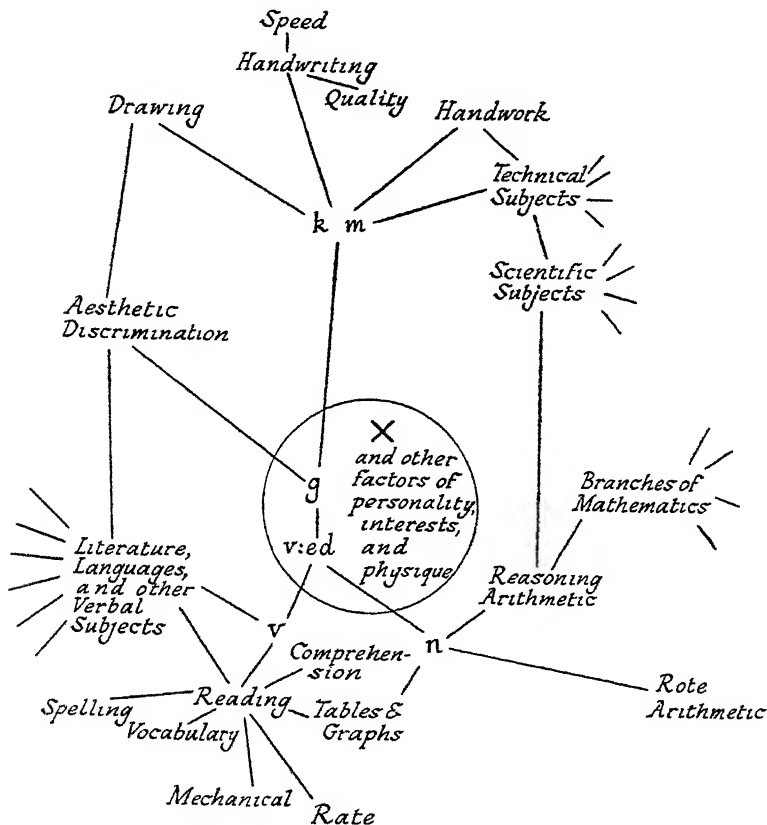 Speed
Handwriting
Quality
Drawing
Handwork
Technical
Subjects
k m
Scientific
Subjects
Aesthetic
Discrimination
X
and other
factors of
personality,
interests,
and
physique
g
v:ed
Branches of
Mathematics
Literature,
Languages,
and other
Verbal
Subjects
Reasoning
Arithmetic
v
n
Comprehen-
sion
Reading
Tables &
Graphs
Spelling
Vocabulary
Rote
Arithmetic
Mechanical
Rate